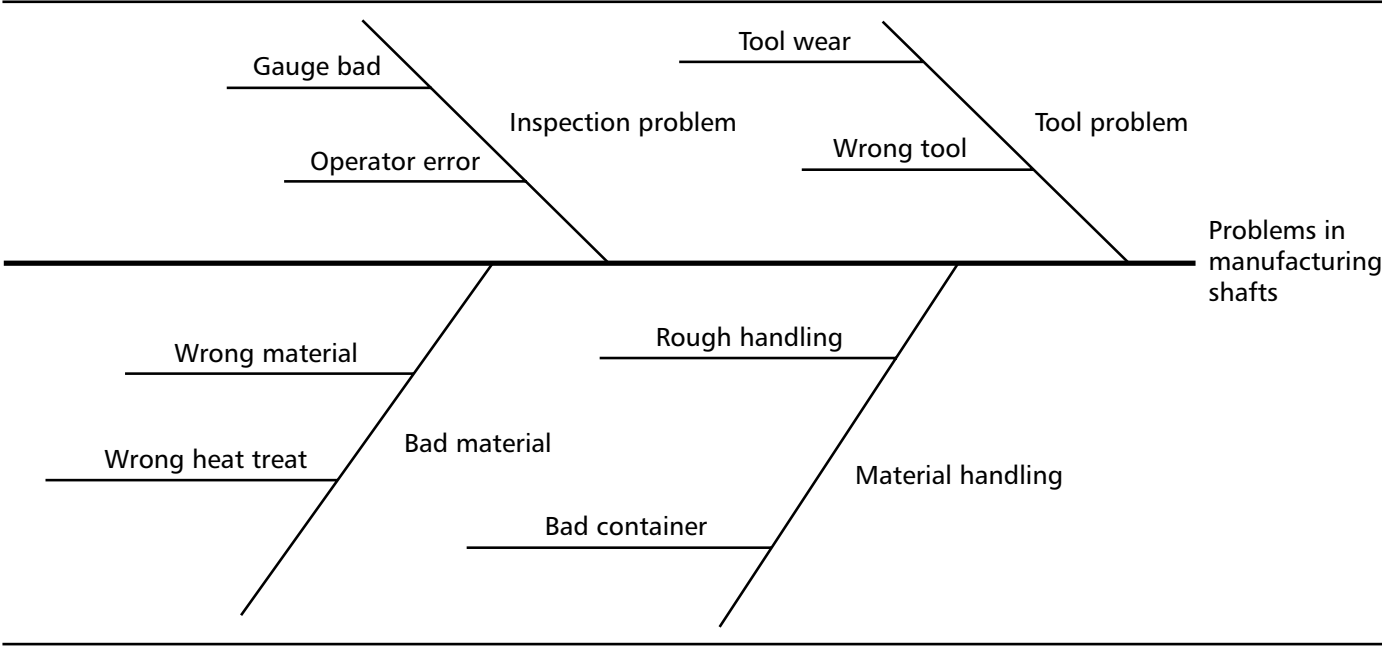 Tool wear
Gauge bad
Inspection problem
Tool problem
Wrong tool
Operator error
Problems in
manufacturing
shafts
Rough handling
Wrong material
Bad material
Wrong heat treat
Material handling
Bad container